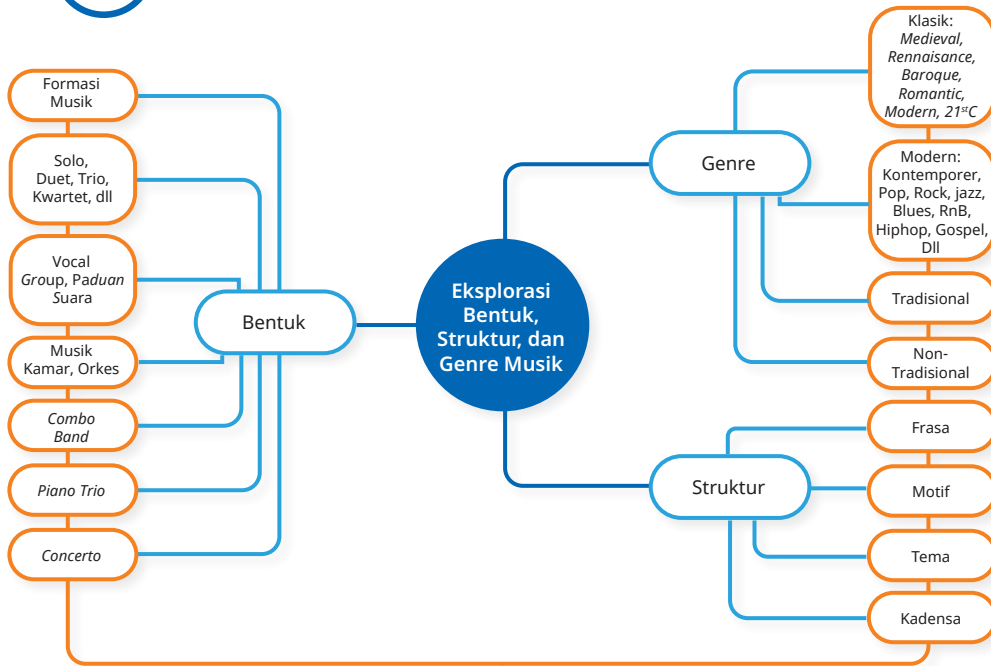 Formasi
Musik
Solo,
Duet, Trio,
Kwartet, dll
Vocal
Group, Paduan
Suara
Musik
Kamar, Orkes
Combo
Band
Piano Trio
Concerto
Bentuk
Eksplorasi
Bentuk,
Struktur, dan
Genre Musik
Genre
Klasik:
Medieval,
Rennaisance,
Baroque,
Romantic,
Modern, 21stC
Modern:
Kontemporer,
Pop, Rock, jazz,
Blues, RnB,
Hiphop, Gospel,
Dll
Tradisional
Non-
Tradisional
Struktur
Frasa
Motif
Tema
Kadensa